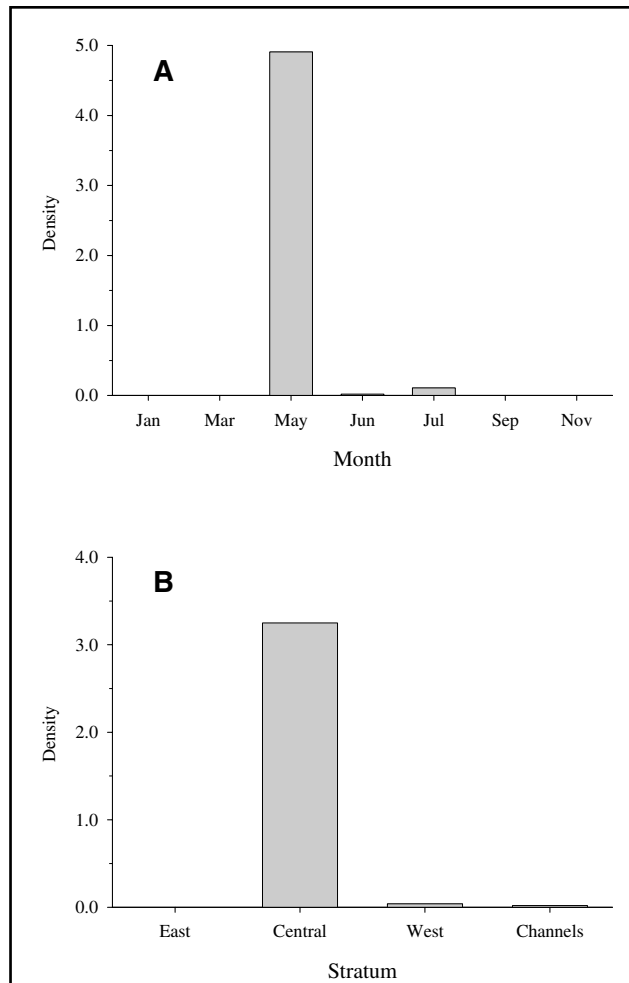 A
5.0
4.0
3.0
2.0
1.0
0.0
Density
Jan Mar May Jun Jul Sep Nov
Month
B
4.0
3.0
2.0
1.0
0.0
Density
East Central West Channels
Stratum